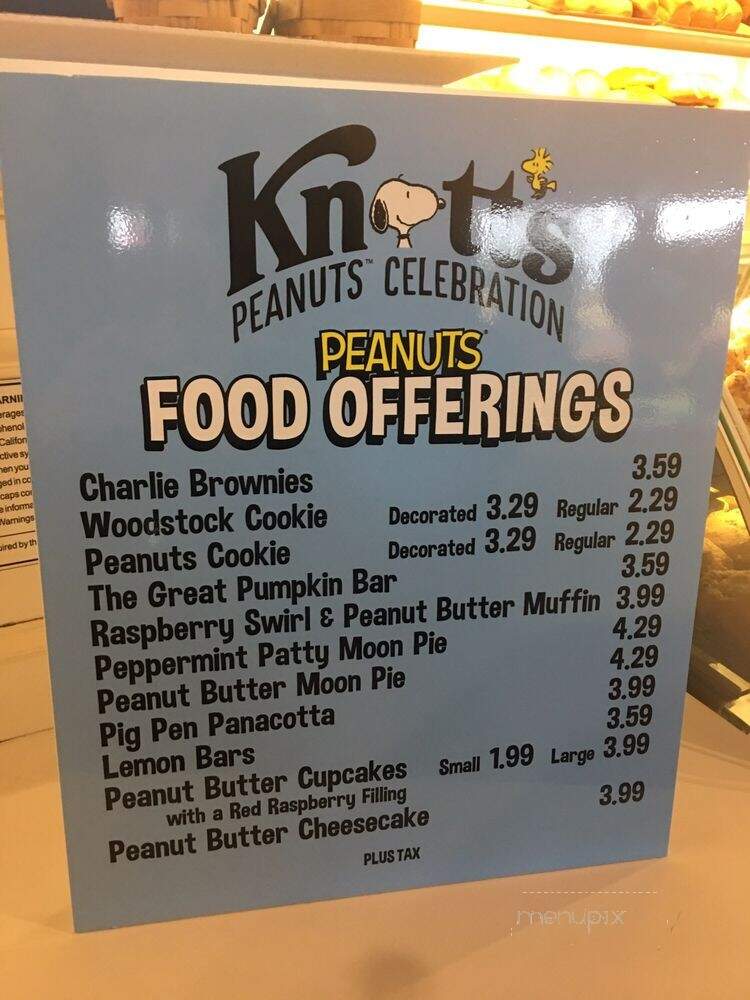 Knott's
PEANUTS™ CELEBRATION
PEANUTS
FOOD OFFERINGS
Charlie Brownies 3.59
Woodstock Cookie Decorated 3.29 Regular 2.29
Peanuts Cookie Decorated 3.29 Regular 2.29
The Great Pumpkin Bar 3.59
Raspberry Swirl & Peanut Butter Muffin 3.99
Peppermint Patty Moon Pie 4.29
Peanut Butter Moon Pie 4.29
Pig Pen Panacotta 3.99
Lemon Bars 3.59
Peanut Butter Cupcakes Small 1.99 Large 3.99
with a Red Raspberry Filling
Peanut Butter Cheesecake 3.99
PLUS TAX
menupix